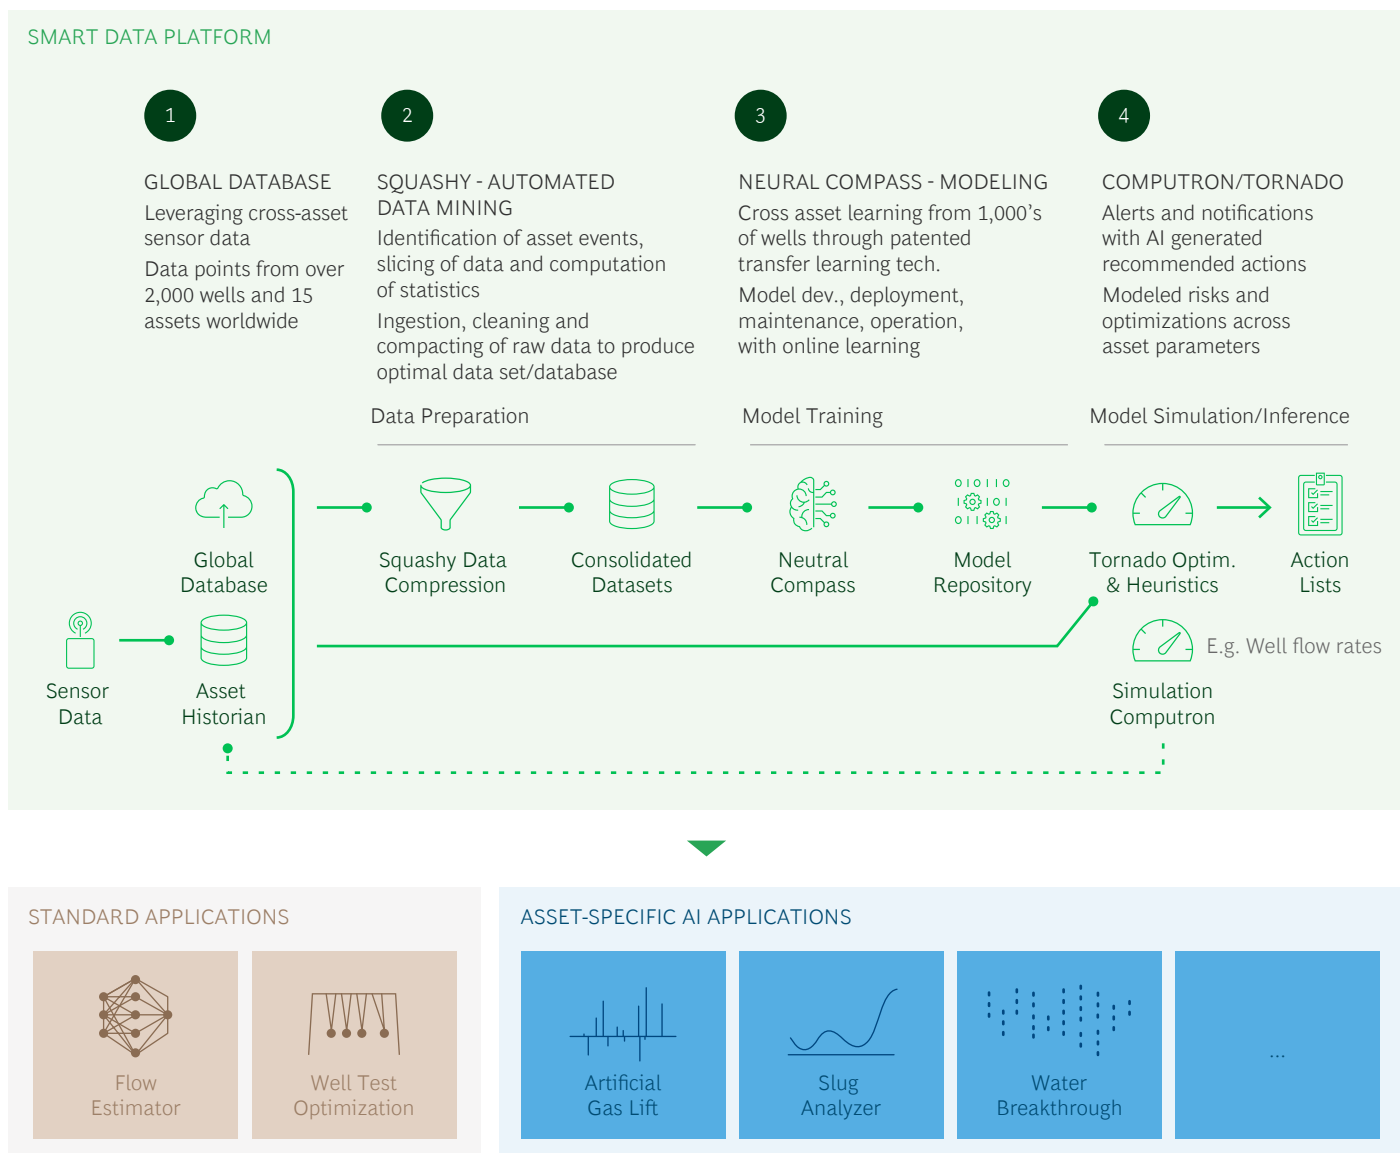 SMART DATA PLATFORM
1
GLOBAL DATABASE
Leveraging cross-asset
sensor data
Data points from over
2,000 wells and 15
assets worldwide
2
SQUASHY - AUTOMATED
DATA MINING
Identification of asset events,
slicing of data and computation
of statistics
Ingestion, cleaning and
compacting of raw data to produce
optimal data set/database
3
NEURAL COMPASS - MODELING
Cross asset learning from 1,000’s
of wells through patented
transfer learning tech.
Model dev., deployment,
maintenance, operation,
with online learning
4
COMPUTRON/TORNADO
Alerts and notifications
with AI generated
recommended actions
Modeled risks and
optimizations across
asset parameters
Data Preparation
Model Training
Model Simulation/Inference
Global
Database
Squashy Data
Compression
Consolidated
Datasets
Neutral
Compass
010110
101
011
Model
Repository
Tornado Optim.
& Heuristics
Action
Lists
Sensor
Data
Asset
Historian
E.g. Well flow rates
Simulation
Computron
STANDARD APPLICATIONS
Flow
Estimator
Well Test
Optimization
ASSET-SPECIFIC AI APPLICATIONS
Artificial
Gas Lift
Slug
Analyzer
Water
Breakthrough
...